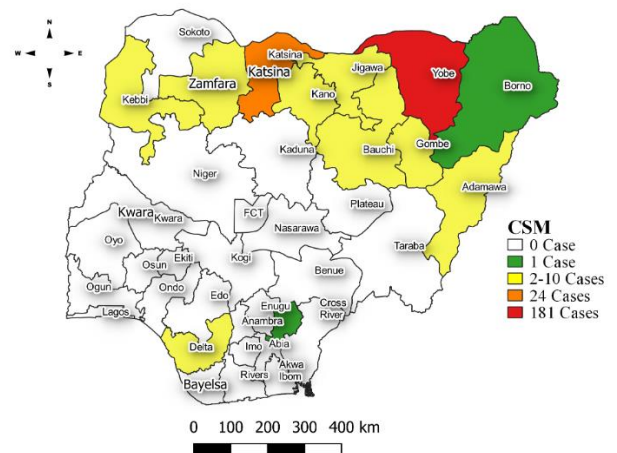 N
W
E
S
Sokoto
Katsina
Katsina
Jigawa
Yobe
Borno
Zamfara
Kebbi
Kano
Gombe
Bauchi
Kaduna
Niger
Adamawa
Plateau
FCT
Kwara
Kwara
Nasarawa
Taraba
Oyo
Kogi
Ekiti
Osun
Benue
Ogun
Ondo
Edo
Lagos
Enugu
Anambra
Cross
River
Delta
Imo
Abia
Akwa
Ibom
Rivers
Bayelsa
CSM
0 Case
1 Case
2-10 Cases
24 Cases
181 Cases
0 100 200 300 400 km